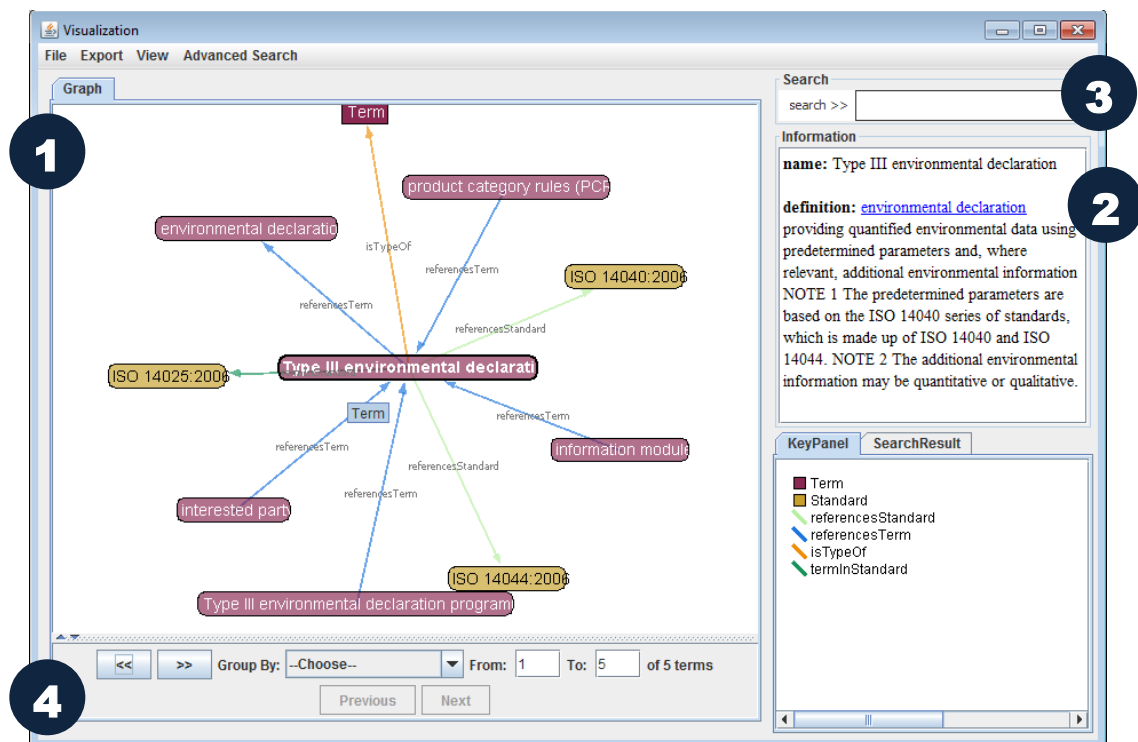 Visualization
File Export View Advanced Search
Graph
Term
product category rules (PCR
environmental declaratio
isTypeOf
referencesTerm
ISO 14040:2006
referencesTerm
referencesStandard
Type III environmental declarati
ISO 14025:2006
Term
referencesTerm
referencesTerm
information module
referencesStandard
referencesTerm
interested party
ISO 14044:2006
Type III environmental declaration program
<< >> Group By: --Choose-- From: 1 To: 5 of 5 terms
Previous Next
1
4
Search
search >>
3
Information
name: Type III environmental declaration
2
definition: environmental declaration
providing quantified environmental data using
predetermined parameters and, where
relevant, additional environmental information
NOTE 1 The predetermined parameters are
based on the ISO 14040 series of standards,
which is made up of ISO 14040 and ISO
14044. NOTE 2 The additional environmental
information may be quantitative or qualitative.
KeyPanel SearchResult
Term
Standard
referencesStandard
referencesTerm
isTypeOf
termInStandard